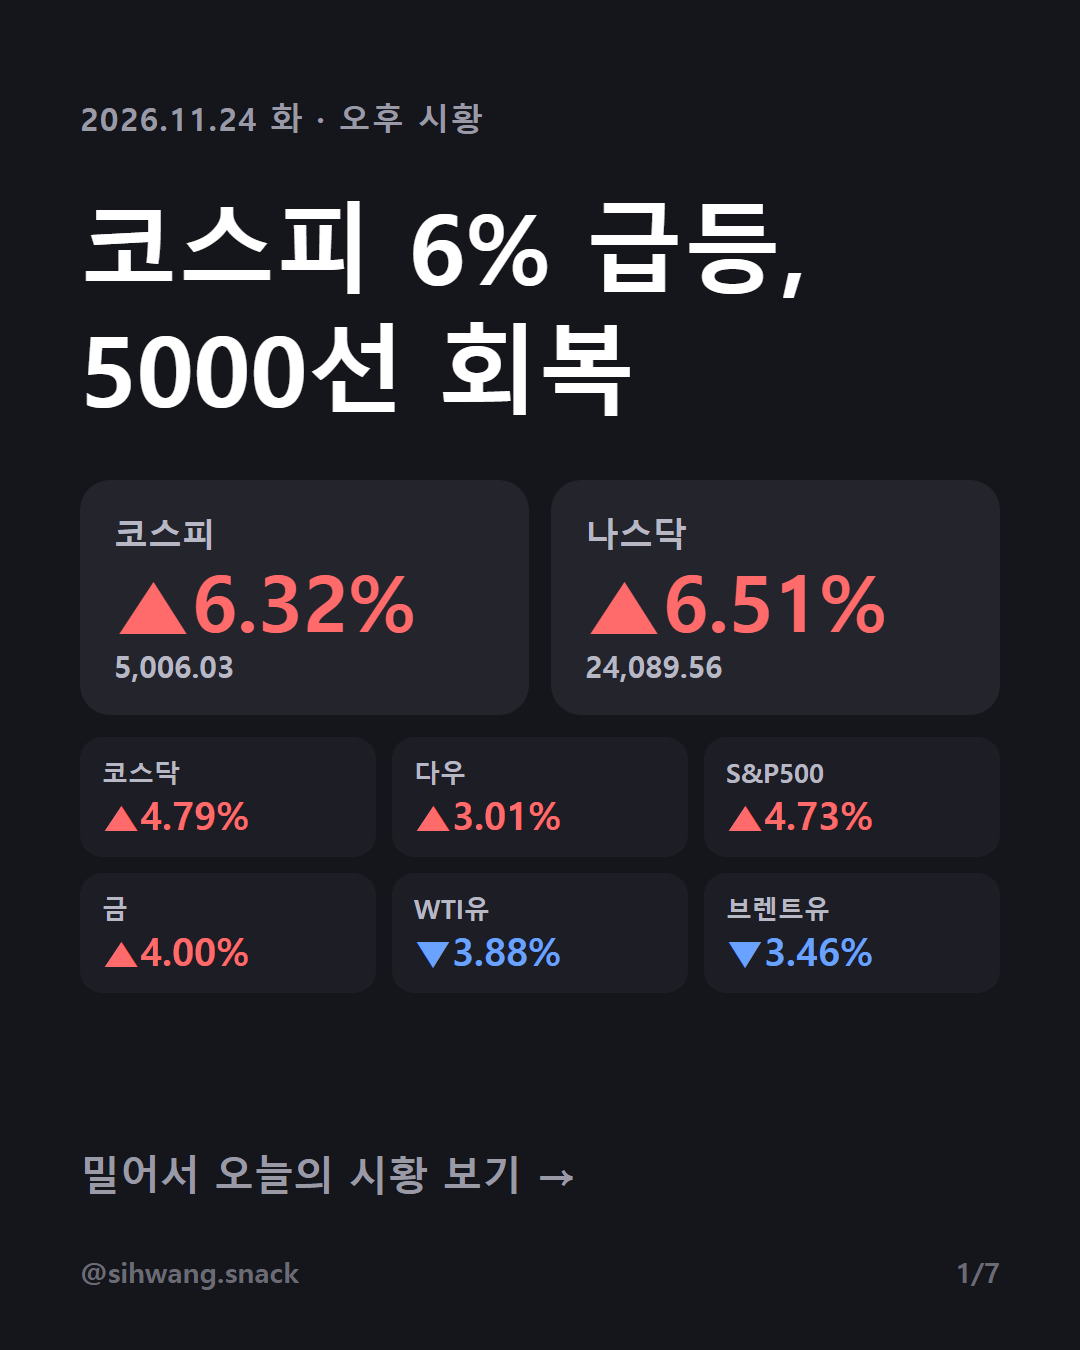 2026.11.24 화 · 오후 시황
코스피 6% 급등,
5000선 회복
코스피
▲6.32%
5,006.03
나스닥
▲6.51%
24,089.56
코스닥
▲4.79%
다우
▲3.01%
S&P500
▲4.73%
금
▲4.00%
WTI유
▼3.88%
브렌트유
▼3.46%
밀어서 오늘의 시황 보기 →
@sihwang.snack
1/7